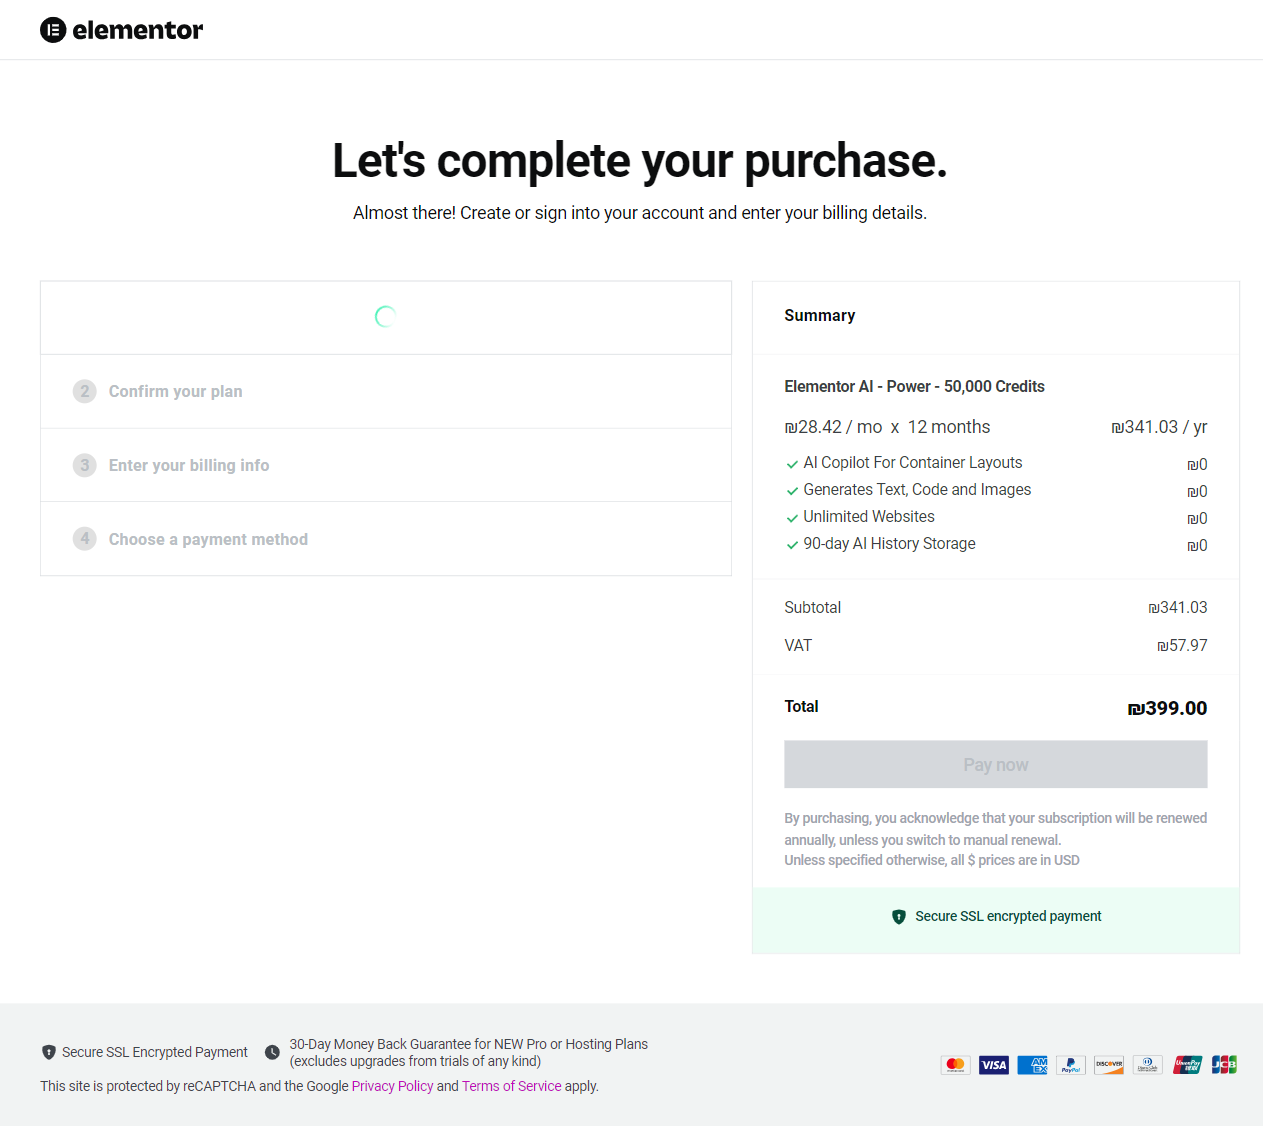 elementor
Let's complete your purchase.
Almost there! Create or sign into your account and enter your billing details.
2 Confirm your plan
3 Enter your billing info
4 Choose a payment method
Summary
Elementor AI - Power - 50,000 Credits
₪28.42 / mo x 12 months ₪341.03 / yr
AI Copilot For Container Layouts ₪0
Generates Text, Code and Images ₪0
Unlimited Websites ₪0
90-day AI History Storage ₪0
Subtotal ₪341.03
VAT ₪57.97
Total ₪399.00
Pay now
By purchasing, you acknowledge that your subscription will be renewed
annually, unless you switch to manual renewal.
Unless specified otherwise, all $ prices are in USD
Secure SSL encrypted payment
Secure SSL Encrypted Payment
30-Day Money Back Guarantee for NEW Pro or Hosting Plans
(excludes upgrades from trials of any kind)
This site is protected by reCAPTCHA and the Google Privacy Policy and Terms of Service apply.
VISA
AM
EX
PayPal
DISCOVER
UnionPay
JCB